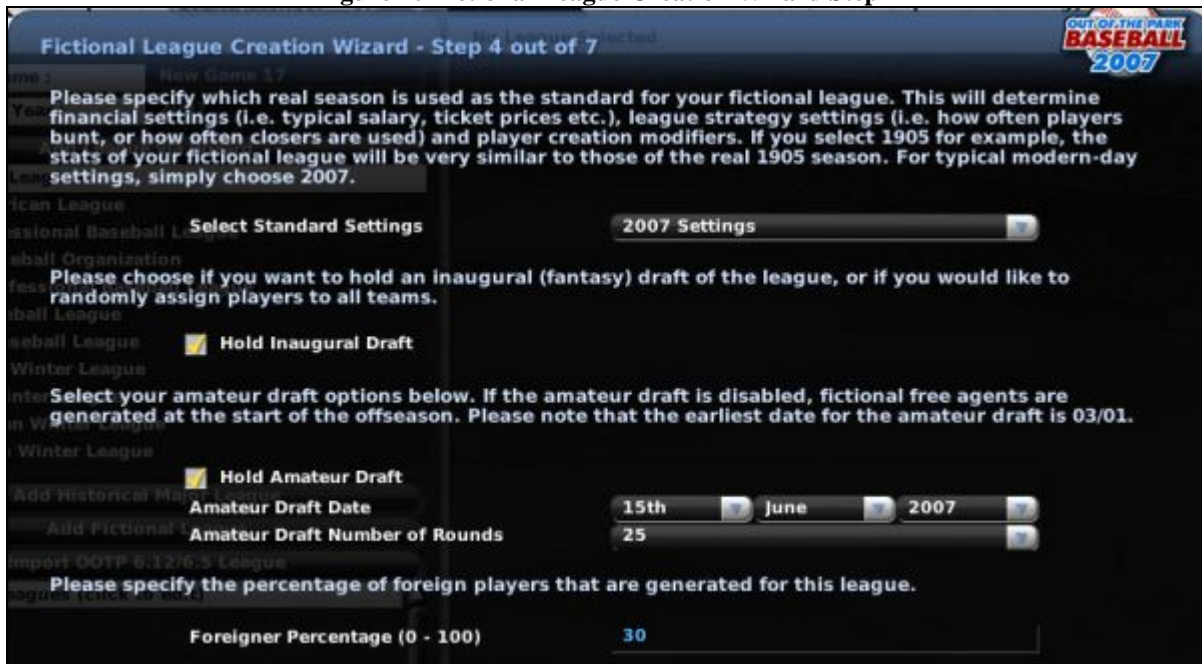 Fictional League Creation Wizard - Step 4 out of 7
OUT OF THE PARK
BASEBALL
2007
New Game 17
Please specify which real season is used as the standard for your fictional league. This will determine
financial settings (i.e. typical salary, ticket prices etc.), league strategy settings (i.e. how often players
bunt, or how often closers are used) and player creation modifiers. If you select 1905 for example, the
stats of your fictional league will be very similar to those of the real 1905 season. For typical modern-day
settings, simply choose 2007.
Select Standard Settings
2007 Settings
Please choose if you want to hold an inaugural (fantasy) draft of the league, or if you would like to
randomly assign players to all teams.
Hold Inaugural Draft
Winter League
Select your amateur draft options below. If the amateur draft is disabled, fictional free agents are
generated at the start of the offseason. Please note that the earliest date for the amateur draft is 03/01.
Winter League
Hold Amateur Draft
Amateur Draft Date
15th June 2007
Amateur Draft Number of Rounds
25
Please specify the percentage of foreign players that are generated for this league.
Foreigner Percentage (0 - 100)
30